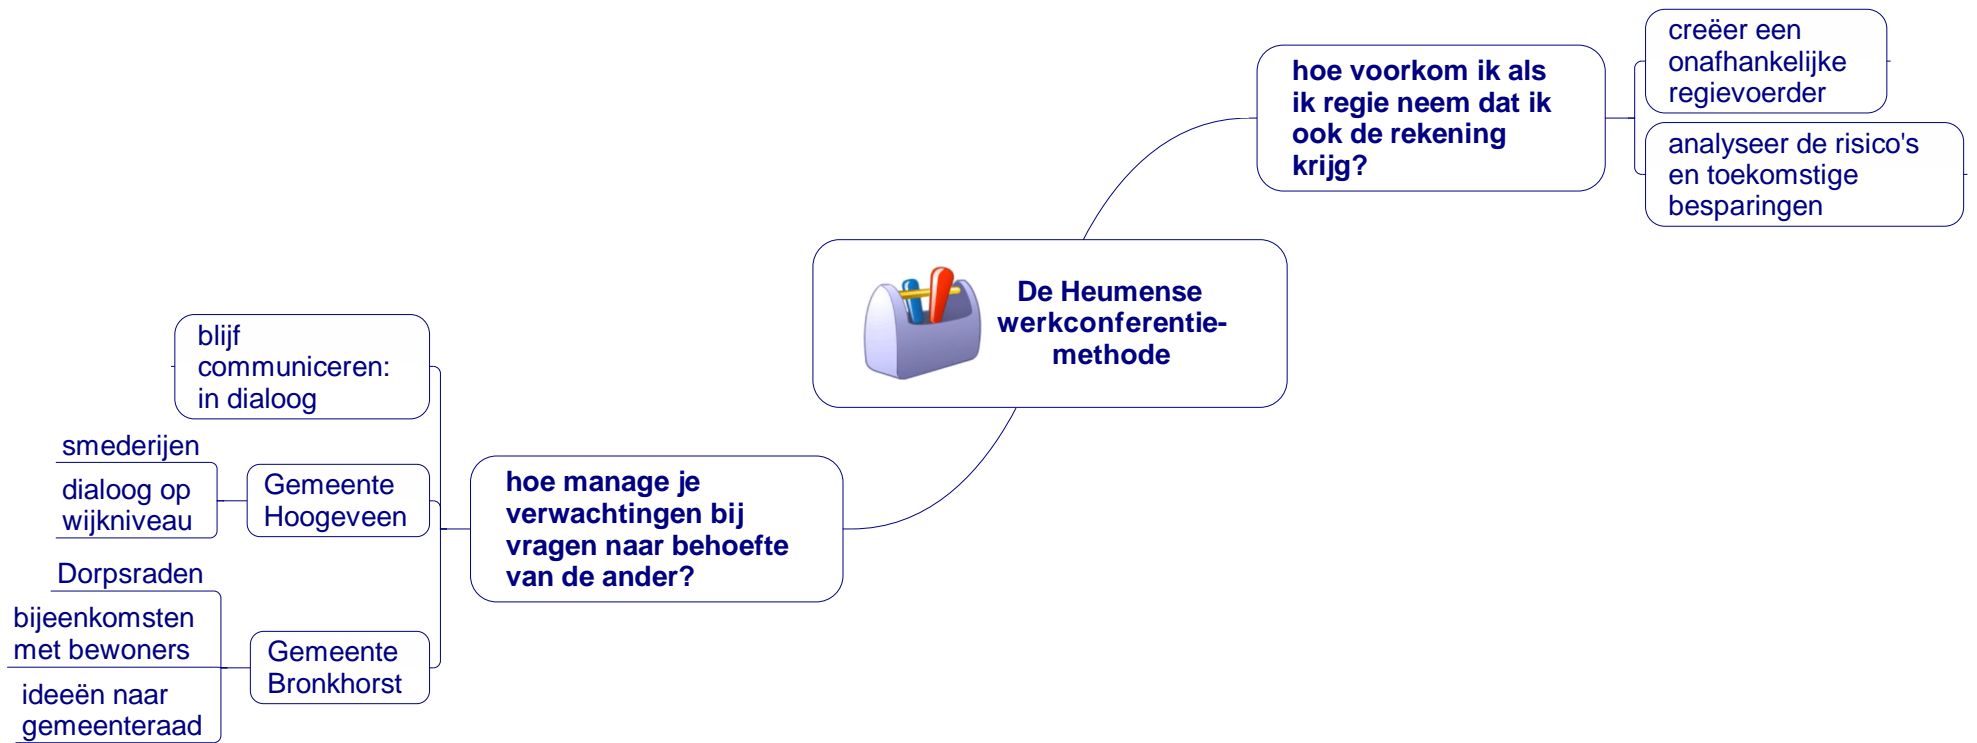 De Heumense
werkconferentie-
methode
hoe voorkom ik als
ik regie neem dat ik
ook de rekening
krijg?
creëer een
onafhankelijke
regievoerder
analyseer de risico's
en toekomstige
besparingen
hoe manage je
verwachtingen bij
vragen naar behoefte
van de ander?
blijf
communiceren:
in dialoog
Gemeente
Hoogeveen
smederijen
dialoog op
wijkniveau
Gemeente
Bronkhorst
Dorpsraden
bijeenkomsten
met bewoners
ideeën naar
gemeenteraad